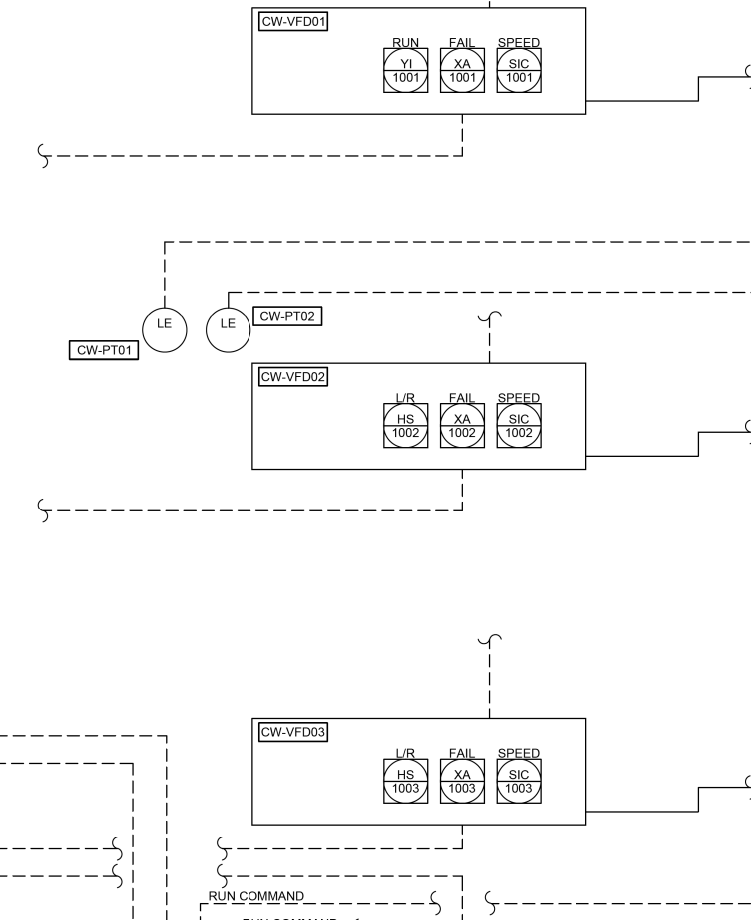 CW-VFD01
RUN FAIL SPEED
YI XA SIC
1001 1001 1001
LE LE CW-PT02
CW-PT01
CW-VFD02
L/R FAIL SPEED
HS XA SIC
1002 1002 1002
CW-VFD03
L/R FAIL SPEED
HS XA SIC
1003 1003 1003
RUN COMMAND
RUN COMMAND